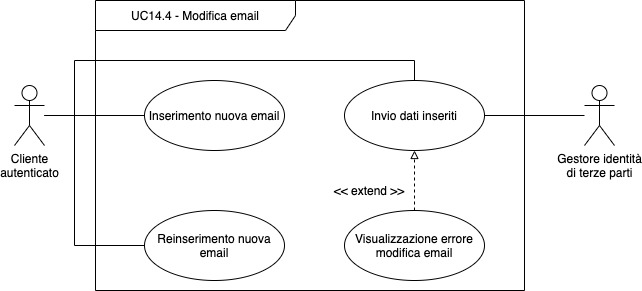 UC14.4 - Modifica email
Inserimento nuova email
Invio dati inseriti
Cliente
autenticato
Gestore identità
di terze parti
<< extend >>
Reinserimento nuova
email
Visualizzazione errore
modifica email